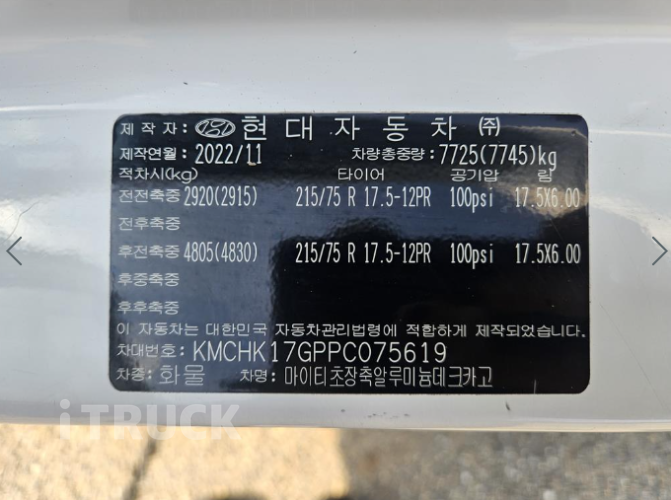 제 작 자 : 현 대 자 동 차 ㈜
제작연월 : 2022/11 차량총중량 : 7725(7745)kg
적차시(kg) 타이어 공기압 림
전전축중 2920(2915) 215/75 R 17.5-12PR 100psi 17.5X6.00
전후축중
후전축중 4805(4830) 215/75 R 17.5-12PR 100psi 17.5X6.00
후중축중
후후축중
이 자동차는 대한민국 자동차관리법령에 적합하게 제작되었습니다.
차대번호 : KMCHK17GPPC075619
차종 : 화 물 차명 : 마이티초장축알루미늄데크카고
iTRUCK